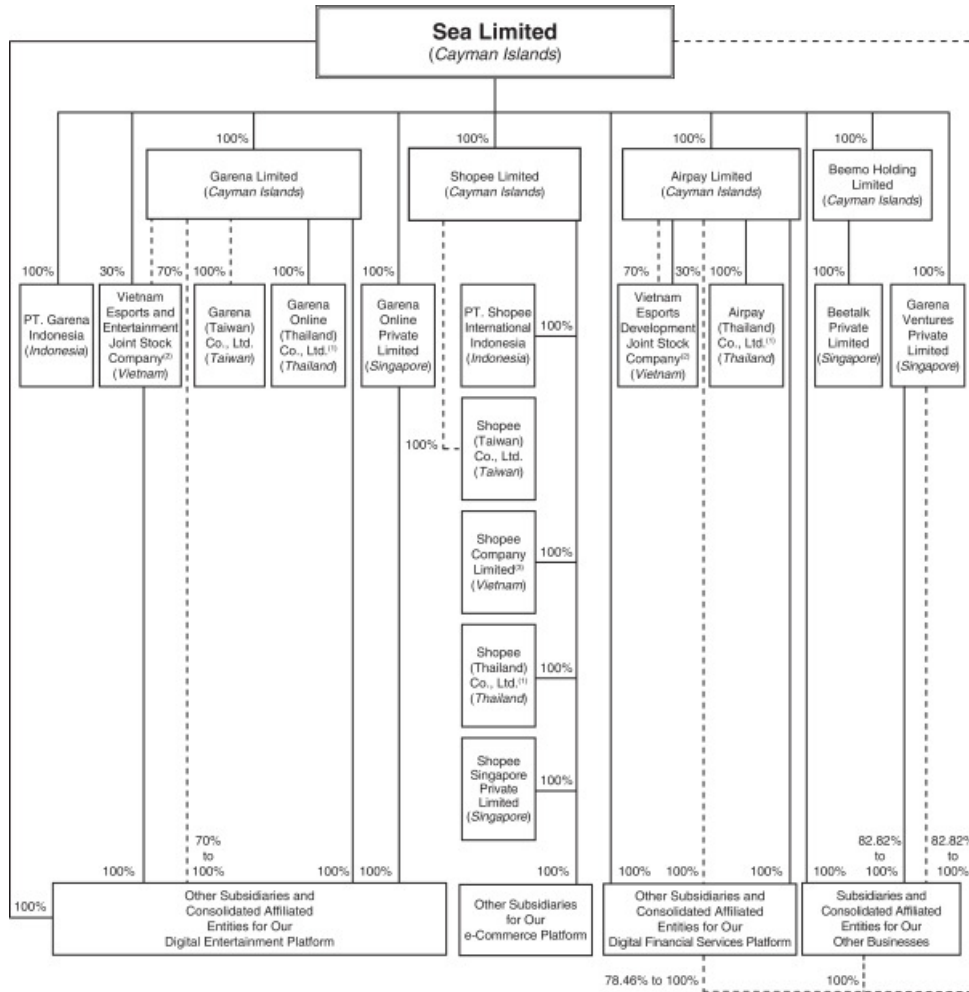 Sea Limited
(Cayman Islands)
100%
100%
100%
100%
Garena Limited
(Cayman Islands)
Shopee Limited
(Cayman Islands)
Airpay Limited
(Cayman Islands)
Beemo Holding
Limited
(Cayman Islands)
100%
30%
70%
100%
100%
100%
70%
30%
100%
100%
100%
PT. Garena
Indonesia
(Indonesia)
Vietnam
Esports and
Entertainment
Joint Stock
Company(2)
(Vietnam)
Garena
(Taiwan)
Co., Ltd.
(Taiwan)
Garena
Online
(Thailand)
Co., Ltd.(1)
(Thailand)
Garena
Online
Private
Limited
(Singapore)
PT. Shopee
International
Indonesia
(Indonesia)
100%
Vietnam
Esports
Development
Joint Stock
Company(2)
(Vietnam)
Airpay
(Thailand)
Co., Ltd.(1)
(Thailand)
Beetalk
Private
Limited
(Singapore)
Garena
Ventures
Private
Limited
(Singapore)
100%
Shopee
(Taiwan)
Co., Ltd.
(Taiwan)
Shopee
Company
Limited(3)
(Vietnam)
100%
Shopee
(Thailand)
Co., Ltd.(1)
(Thailand)
100%
Shopee
Singapore
Private
Limited
(Singapore)
100%
100%
70%
to
100%
100%
100%
100%
100%
100%
100%
100%
82.82%
to
100%
82.82%
to
100%
100%
Other Subsidiaries and
Consolidated Affiliated
Entities for Our
Digital Entertainment Platform
Other Subsidiaries
for Our
e-Commerce Platform
Other Subsidiaries and
Consolidated Affiliated
Entities for Our
Digital Financial Services Platform
Subsidiaries and
Consolidated Affiliated
Entities for Our
Other Businesses
78.46% to 100%
100%